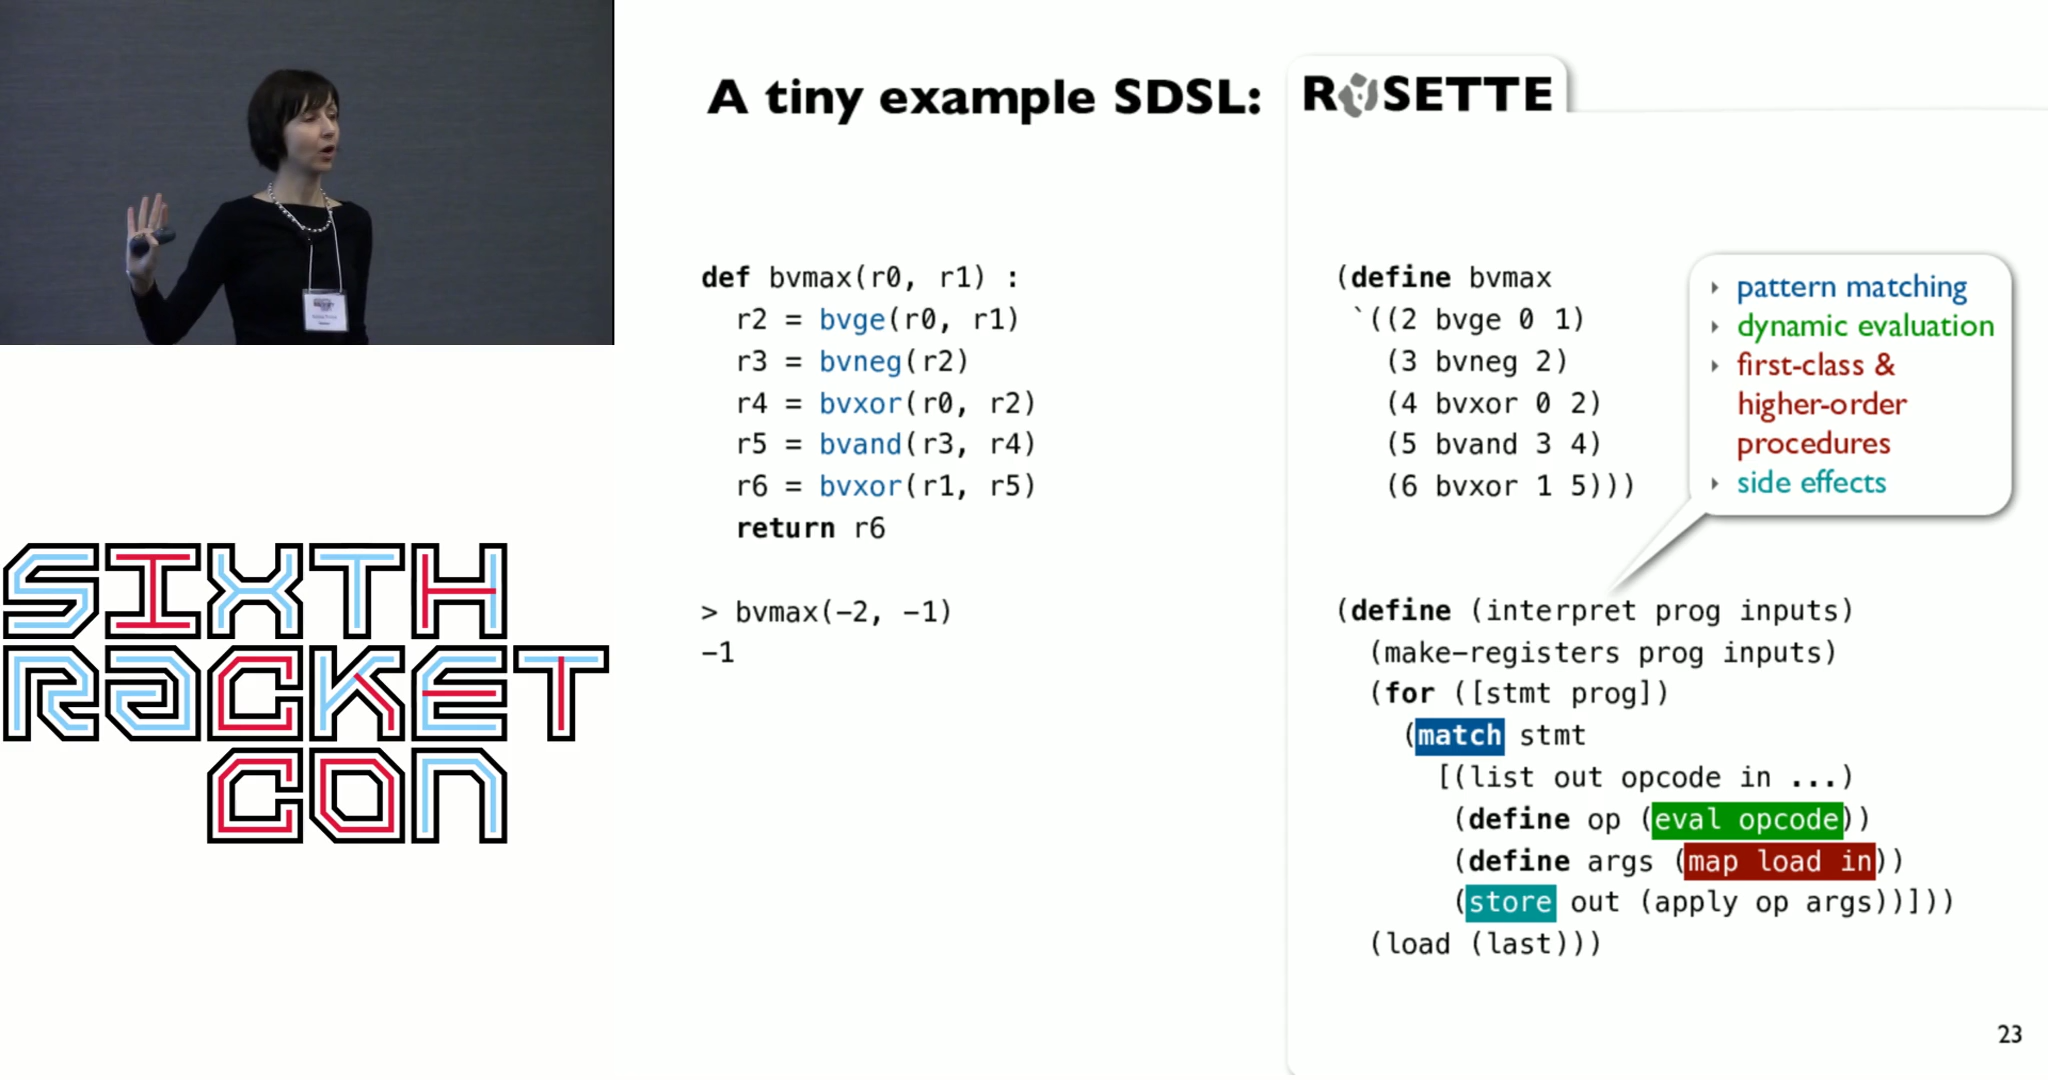 A tiny example SDSL: ROSETTE
def bvmax(r0, r1) :
r2 = bvge(r0, r1)
r3 = bvneg(r2)
r4 = bvxor(r0, r2)
r5 = bvand(r3, r4)
r6 = bvxor(r1, r5)
return r6
> bvmax(-2, -1)
-1
(define bvmax
`((2 bvge 0 1)
(3 bvneg 2)
(4 bvxor 0 2)
(5 bvand 3 4)
(6 bvxor 1 5)))
pattern matching
dynamic evaluation
first-class &
higher-order
procedures
side effects
(define (interpret prog inputs)
(make-registers prog inputs)
(for ([stmt prog])
(match stmt
[(list out opcode in ...)
(define op (eval opcode))
(define args (map load in))
(store out (apply op args))]))
(load (last)))
23
SIXTH
RACKET
CON